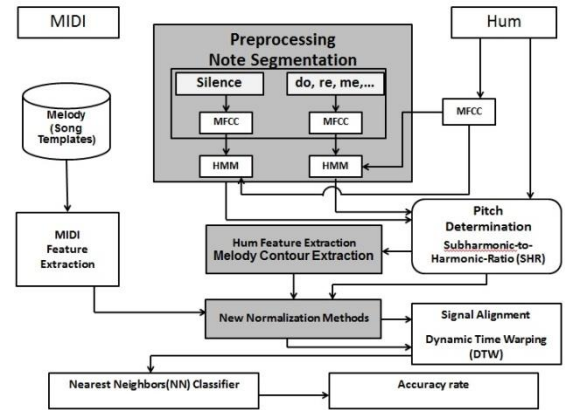 MIDI
Hum
Preprocessing
Note Segmentation
Silence
do, re, me,...
MFCC
MFCC
MFCC
HMM
HMM
Melody
(Song
Templates)
MIDI
Feature
Extraction
Pitch
Determination
Subharmonic-to-
Harmonic-Ratio (SHR)
Hum Feature Extraction
Melody Contour Extraction
New Normalization Methods
Signal Alignment
Dynamic Time Warping
(DTW)
Nearest Neighbors(NN) Classifier
Accuracy rate